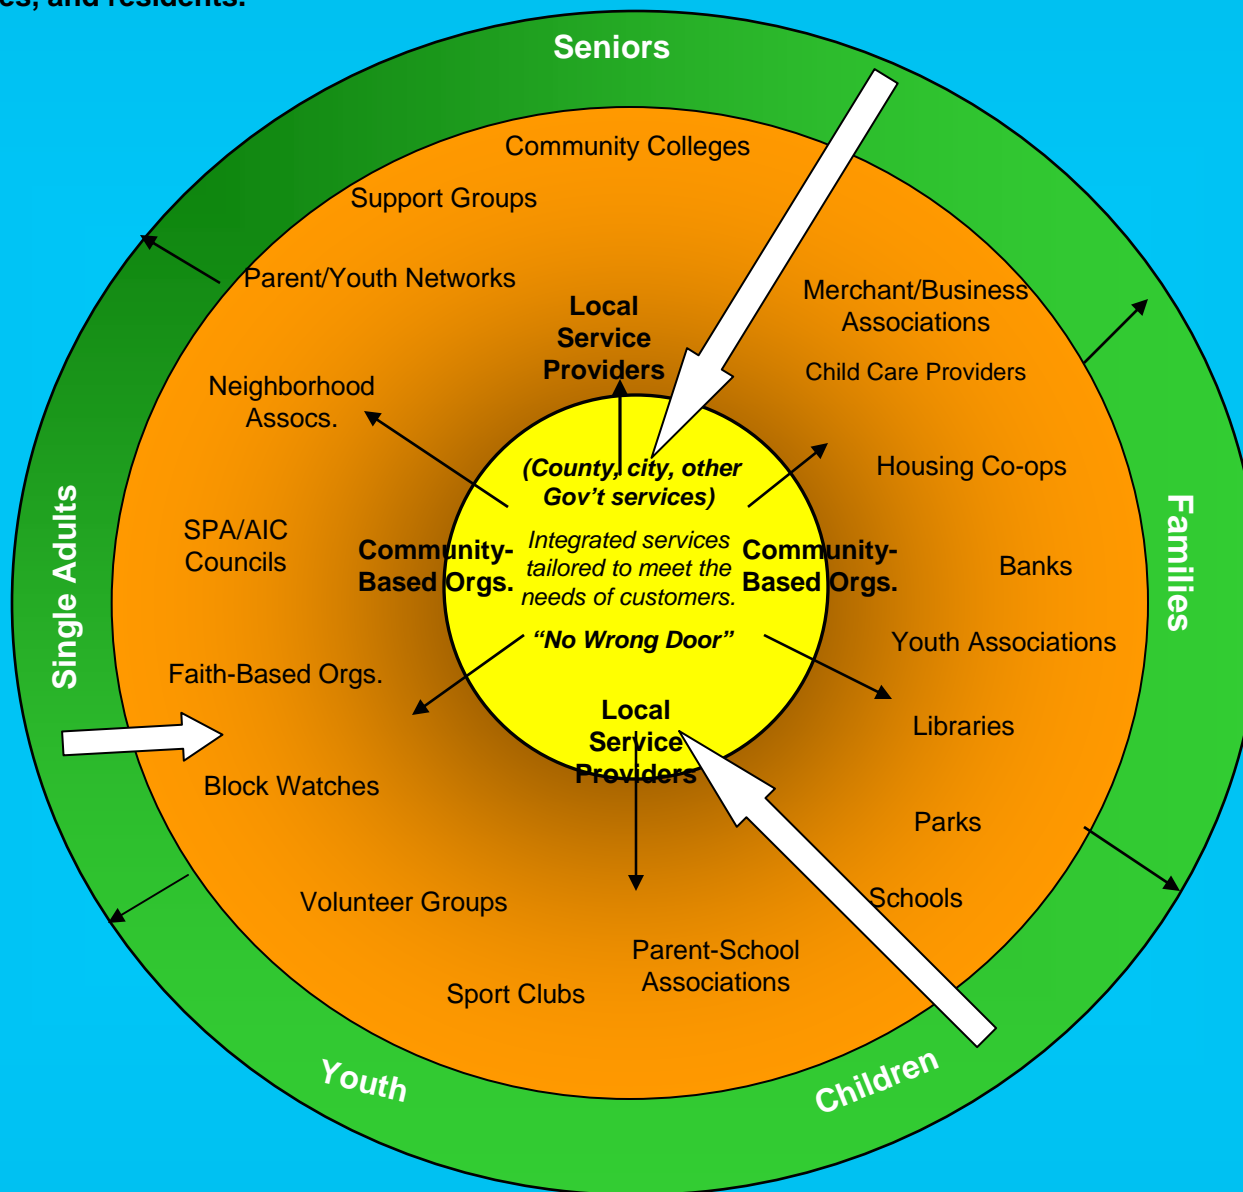 es, and residents.
Seniors
Community Colleges
Support Groups
Parent/Youth Networks
Local
Service
Providers
Merchant/Business
Associations
Child Care Providers
Neighborhood
Assocs.
Housing Co-ops
(County, city, other
Gov't services)
Integrated services
tailored to meet the
needs of customers.
“No Wrong Door”
Community-
Based Orgs.
Community-
Based Orgs.
SPA/AIC
Councils
Banks
Single Adults
Families
Youth Associations
Faith-Based Orgs.
Local
Service
Providers
Libraries
Block Watches
Parks
Schools
Volunteer Groups
Parent-School
Associations
Sport Clubs
Youth
Children